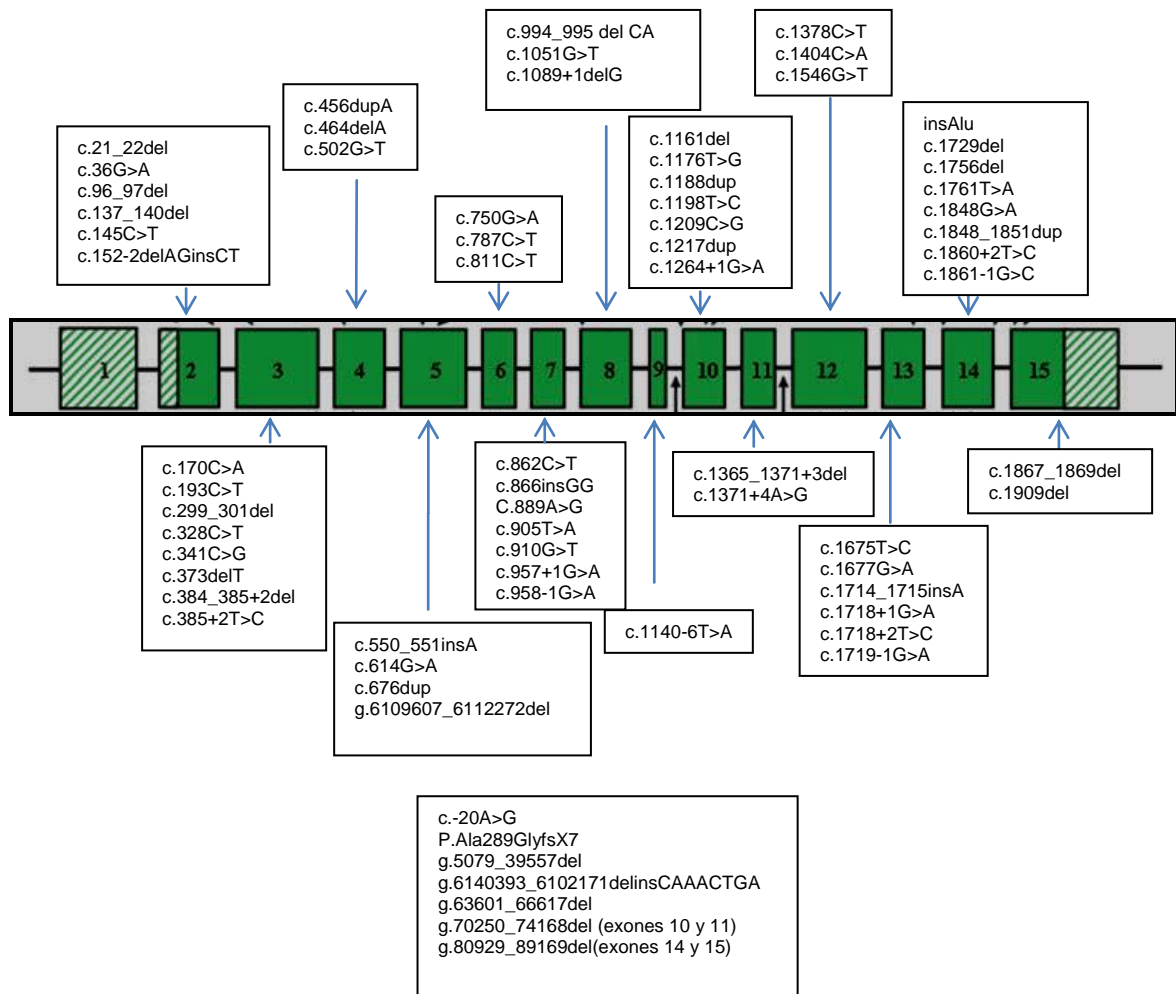 c.994_995 del CA
c.1051G>T
c.1089+1delG
c.1378C>T
c.1404C>A
c.1546G>T
c.456dupA
c.464delA
c.502G>T
c.21_22del
c.36G>A
c.96_97del
c.137_140del
c.145C>T
c.152-2delAGinsCT
c.750G>A
c.787C>T
c.811C>T
c.1161del
c.1176T>G
c.1188dup
c.1198T>C
c.1209C>G
c.1217dup
c.1264+1G>A
insAlu
c.1729del
c.1756del
c.1761T>A
c.1848G>A
c.1848_1851dup
c.1860+2T>C
c.1861-1G>C
1 2 3 4 5 6 7 8 9 10 11 12 13 14 15
c.170C>A
c.193C>T
c.299_301del
c.328C>T
c.341C>G
c.373delT
c.384_385+2del
c.385+2T>C
c.550_551insA
c.614G>A
c.676dup
g.6109607_6112272del
c.862C>T
c.866insGG
C.889A>G
c.905T>A
c.910G>T
c.957+1G>A
c.958-1G>A
c.1140-6T>A
c.1365_1371+3del
c.1371+4A>G
c.1675T>C
c.1677G>A
c.1714_1715insA
c.1718+1G>A
c.1718+2T>C
c.1719-1G>A
c.1867_1869del
c.1909del
c.-20A>G
P.Ala289GlyfsX7
g.5079_39557del
g.6140393_6102171delinsCAAACTGA
g.63601_66617del
g.70250_74168del (exones 10 y 11)
g.80929_89169del(exones 14 y 15)